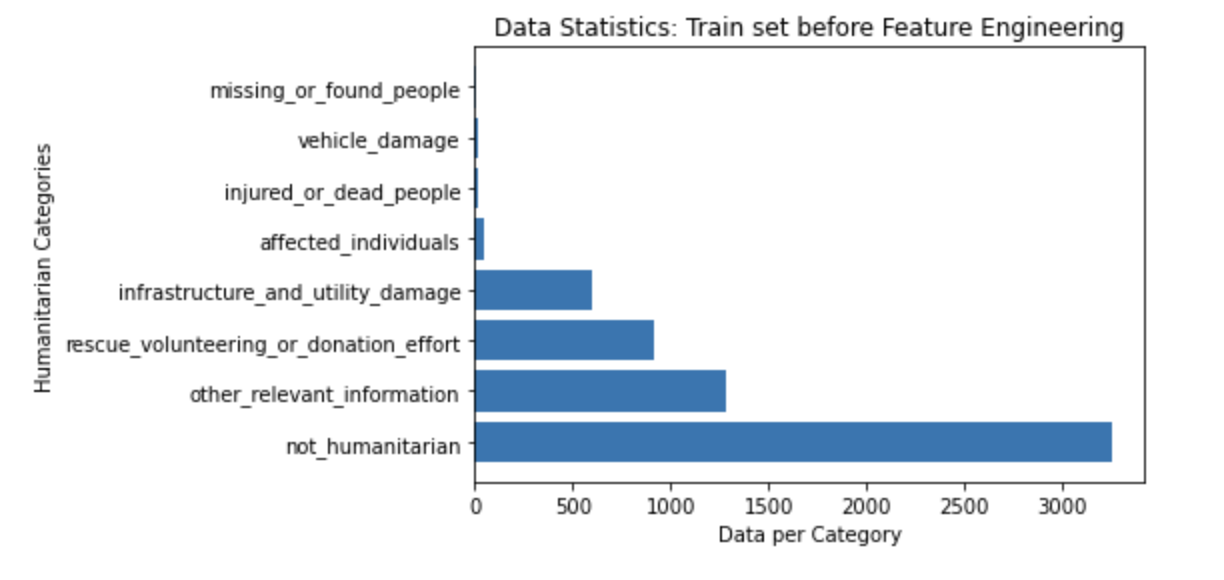 Data Statistics: Train set before Feature Engineering
Humanitarian Categories
missing_or_found_people
vehicle_damage
injured_or_dead_people
affected_individuals
infrastructure_and_utility_damage
rescue_volunteering_or_donation_effort
other_relevant_information
not_humanitarian
0 500 1000 1500 2000 2500 3000
Data per Category